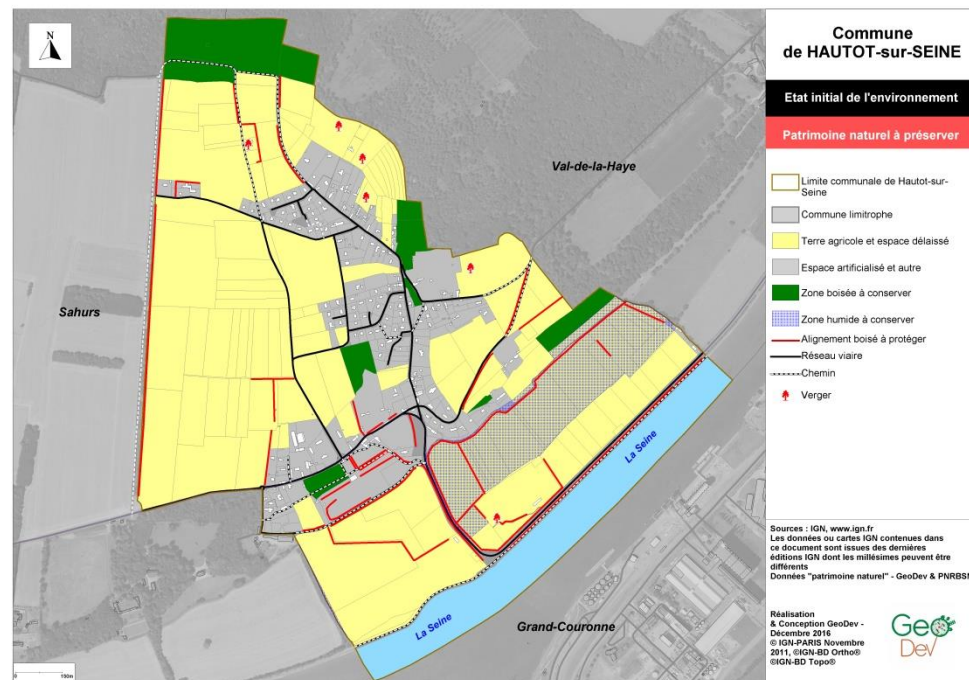 N
Val-de-la-Haye
Sahurs
La Seine
La Seine
Grand-Couronne
150m
Commune
de HAUTOT-sur-SEINE
Etat initial de l'environnement
Patrimoine naturel à préserver
Limite communale de Hautot-sur-
Seine
Commune limitrophe
Terre agricole et espace délaissé
Espace artificialisé et autre
Zone boisée à conserver
Zone humide à conserver
Alignement boisé à protéger
Réseau viaire
Chemin
Verger
Sources : IGN, www.ign.fr
Les données ou cartes IGN contenues dans
ce document sont issues des dernières
éditions IGN dont les millésimes peuvent être
différents
Données "patrimoine naturel" - GeoDev & PNRBSN
Réalisation
& Conception GeoDev -
Décembre 2016
© IGN-PARIS Novembre
2011, ©IGN-BD Ortho®
©IGN-BD Topo®
Geo
Dev